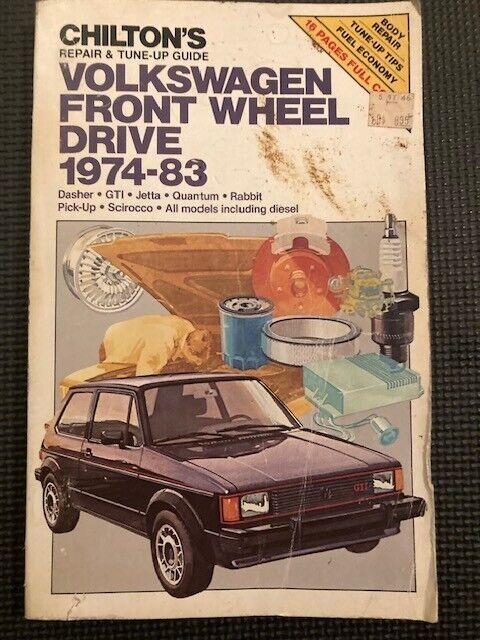 CHILTON'S
REPAIR & TUNE-UP GUIDE
VOLKSWAGEN
FRONT WHEEL
DRIVE
1974-83
Dasher • GTI • Jetta • Quantum • Rabbit
Pick-Up • Scirocco • All models including diesel
BODY
REPAIR
TUNE-UP TIPS
FUEL ECONOMY
16 PAGES FULL CO
GTI